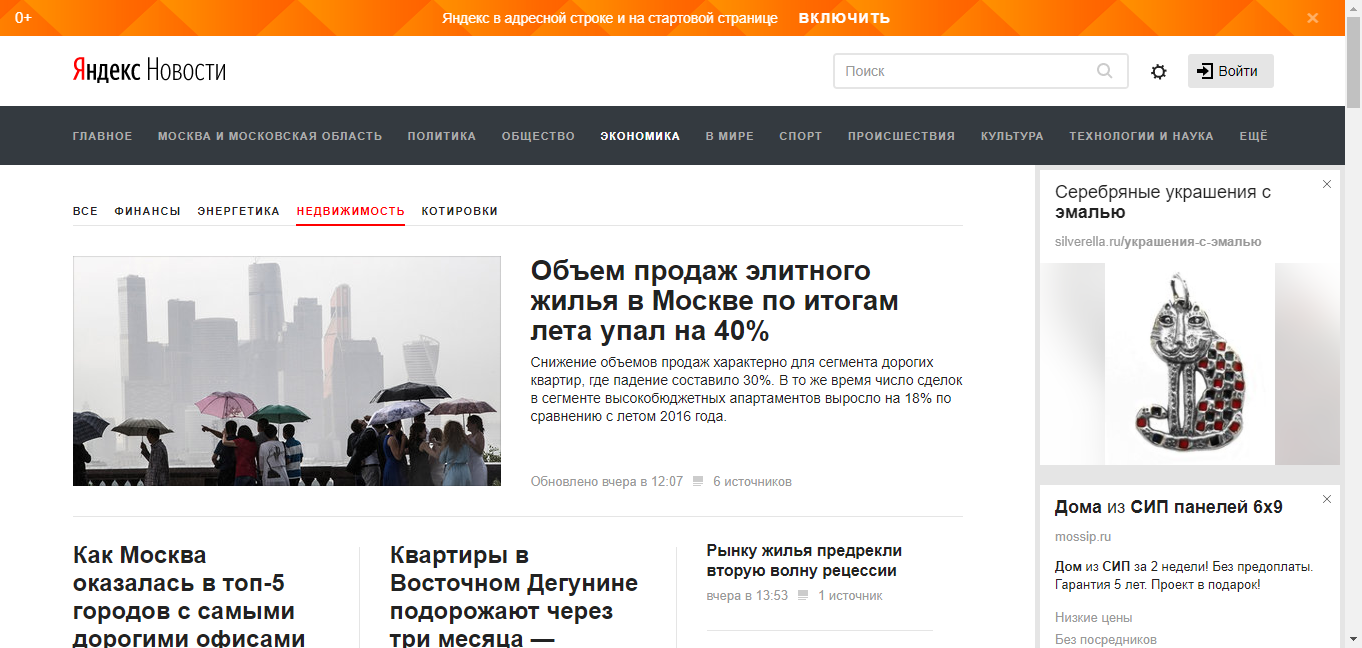 0+
Яндекс в адресной строке и на стартовой странице ВКЛЮЧИТЬ
Яндекс Новости
Поиск
Войти
ГЛАВНОЕ МОСКВА И МОСКОВСКАЯ ОБЛАСТЬ ПОЛИТИКА ОБЩЕСТВО ЭКОНОМИКА В МИРЕ СПОРТ ПРОИСШЕСТВИЯ КУЛЬТУРА ТЕХНОЛОГИИ И НАУКА ЕЩЁ
ВСЕ ФИНАНСЫ ЭНЕРГЕТИКА НЕДВИЖИМОСТЬ КОТИРОВКИ
Объем продаж элитного
жилья в Москве по итогам
лета упал на 40%
Снижение объемов продаж характерно для сегмента дорогих
квартир, где падение составило 30%. В то же время число сделок
в сегменте высокобюджетных апартаментов выросло на 18% по
сравнению с летом 2016 года.
Обновлено вчера в 12:07 6 источников
Как Москва
оказалась в топ-5
городов с самыми
дорогими офисами
Квартиры в
Восточном Дегунине
подорожают через
три месяца —
Рынку жилья предрекли
вторую волну рецессии
вчера в 13:53 1 источник
Серебряные украшения с
эмалью
silverella.ru/украшения-с-эмалью
Дома из СИП панелей 6х9
mossip.ru
Дом из СИП за 2 недели! Без предоплаты.
Гарантия 5 лет. Проект в подарок!
Низкие цены
Без посредников